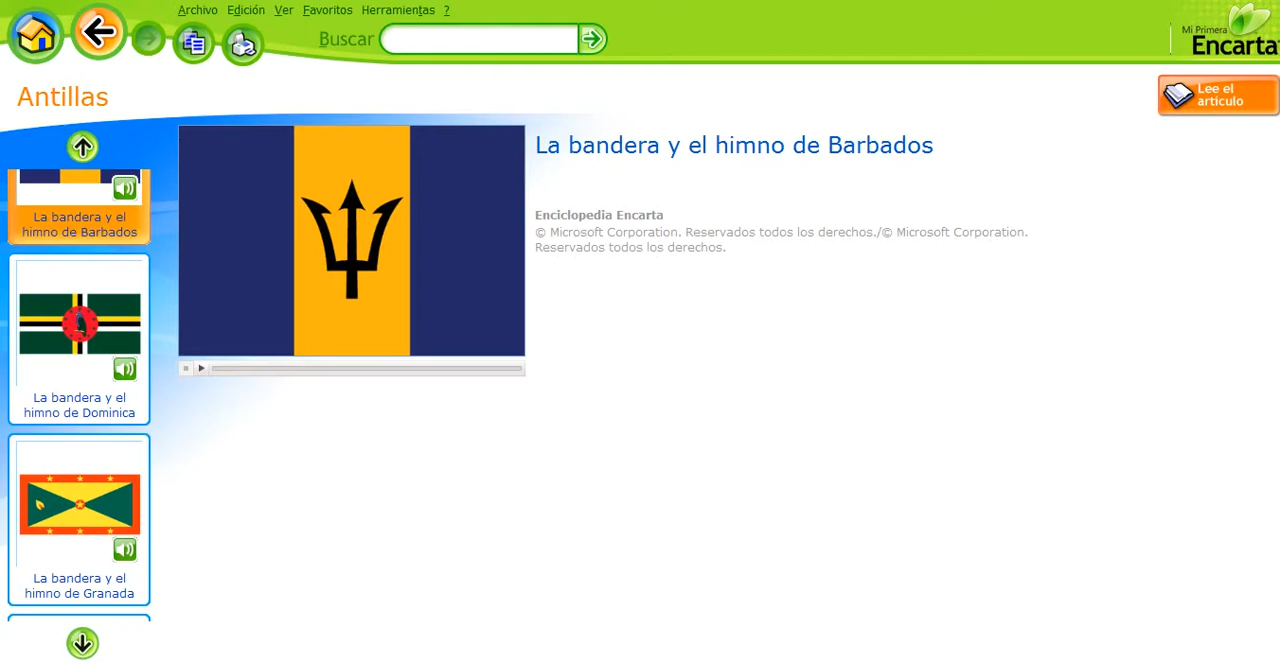 Archivo Edición Ver Favoritos Herramientas ?
Buscar
Mi Primera
Encarta
Antillas
Lee el
artículo
La bandera y el
himno de Barbados
La bandera y el himno de Barbados
Enciclopedia Encarta
© Microsoft Corporation. Reservados todos los derechos./© Microsoft Corporation.
Reservados todos los derechos.
La bandera y el
himno de Dominica
La bandera y el
himno de Granada